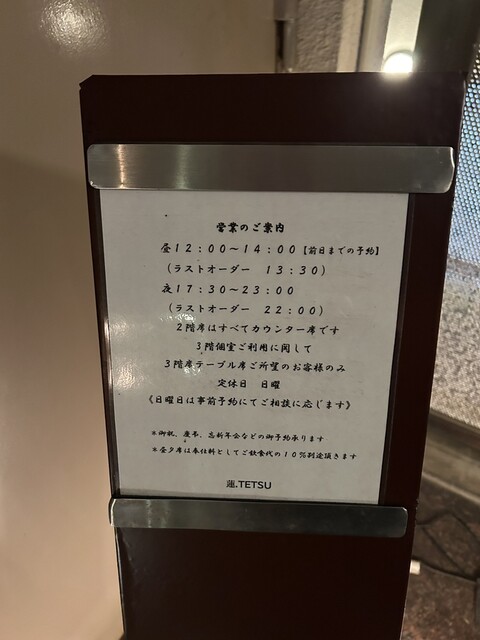 営業のご案内
昼12:00〜14:00【前日までの予約】
(ラストオーダー 13:30)
夜17:30〜23:00
(ラストオーダー 22:00)
2階席はすべてカウンター席です
3階個室ご利用に関して
3階席テーブル席ご所望のお客様のみ
定休日 日曜
《日曜日は事前予約にてご相談に応じます》
*御祝、慶弔、忘新年会などの御予約承ります
*昼夕席は奉仕料としてご飲食代の10%別途頂きます
蓮.TETSU